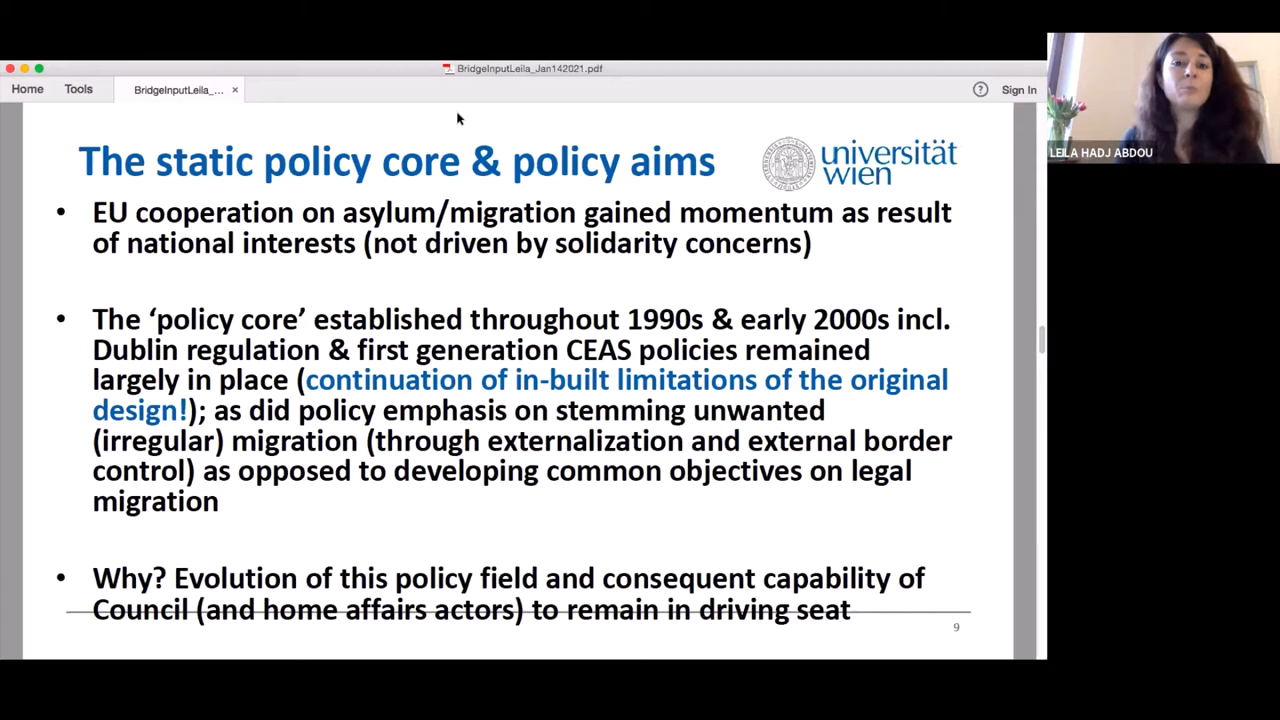 BridgeInputLeila_Jan142021.pdf
Home Tools BridgeInputLeila_... × ? Sign In
The static policy core & policy aims
universität
wien
• EU cooperation on asylum/migration gained momentum as result
of national interests (not driven by solidarity concerns)
• The ‘policy core’ established throughout 1990s & early 2000s incl.
Dublin regulation & first generation CEAS policies remained
largely in place (continuation of in-built limitations of the original
design!); as did policy emphasis on stemming unwanted
(irregular) migration (through externalization and external border
control) as opposed to developing common objectives on legal
migration
• Why? Evolution of this policy field and consequent capability of
Council (and home affairs actors) to remain in driving seat
9
LEILA HADJ ABDOU